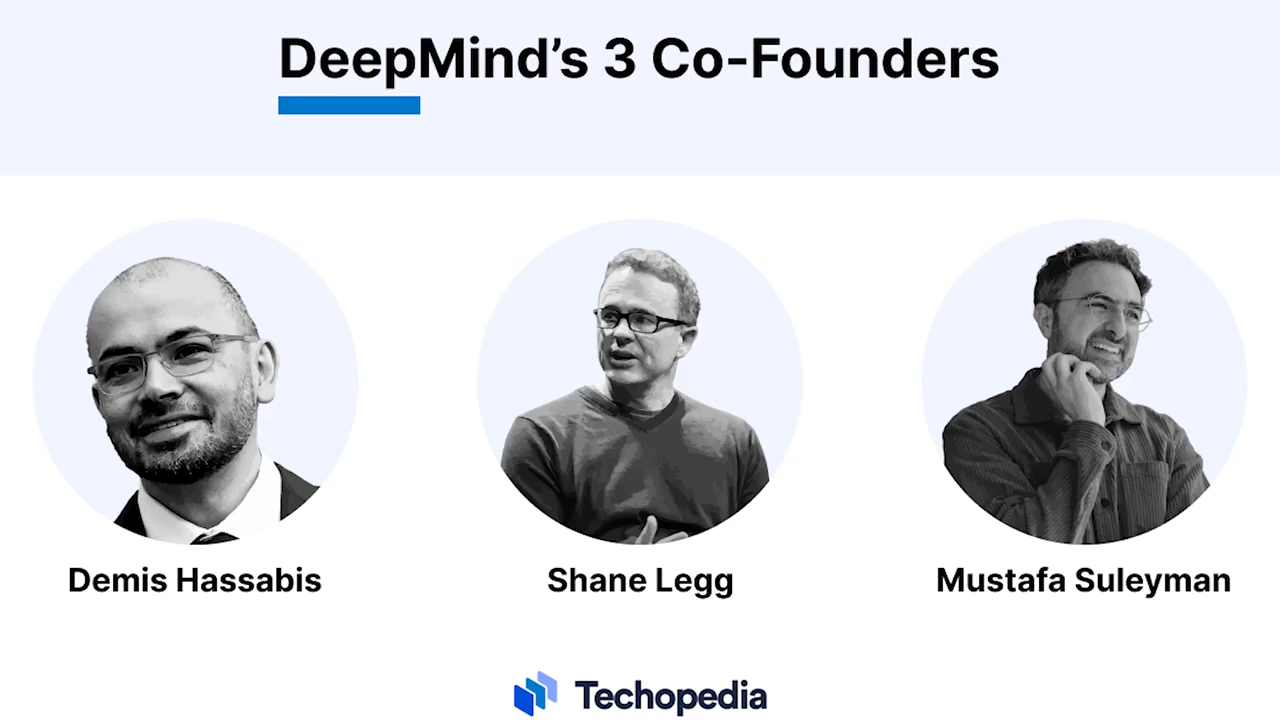 DeepMind’s 3 Co-Founders
Demis Hassabis
Shane Legg
Mustafa Suleyman
Techopedia